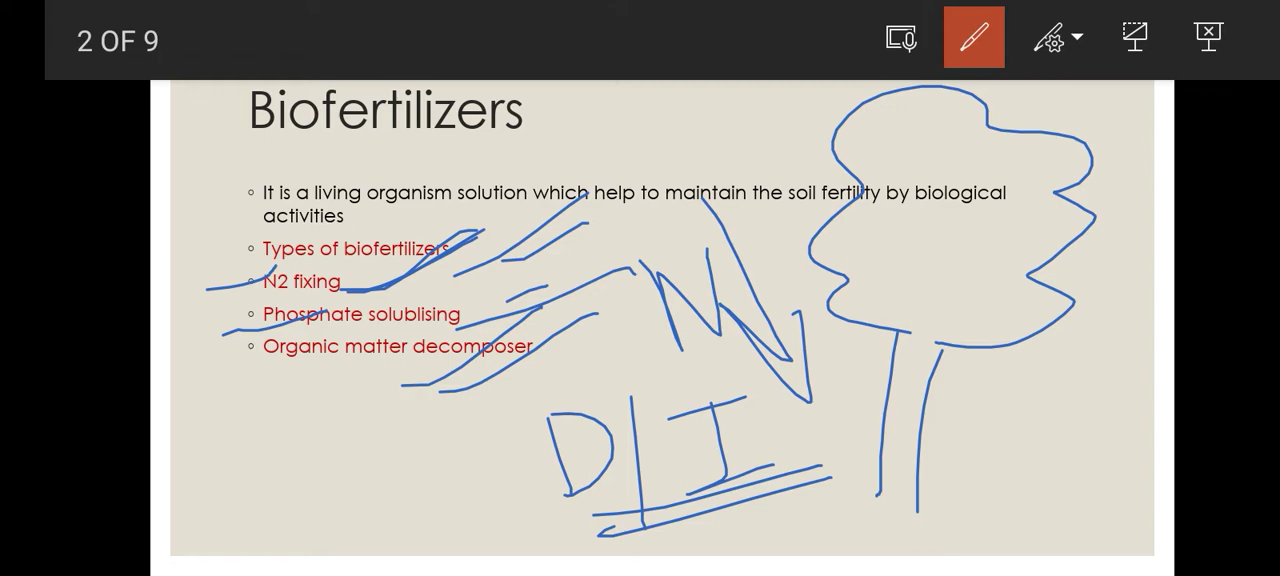 2 OF 9
Biofertilizers
It is a living organism solution which help to maintain the soil fertility by biological
activities
Types of biofertilizers
N2 fixing
Phosphate solublising
Organic matter decomposer